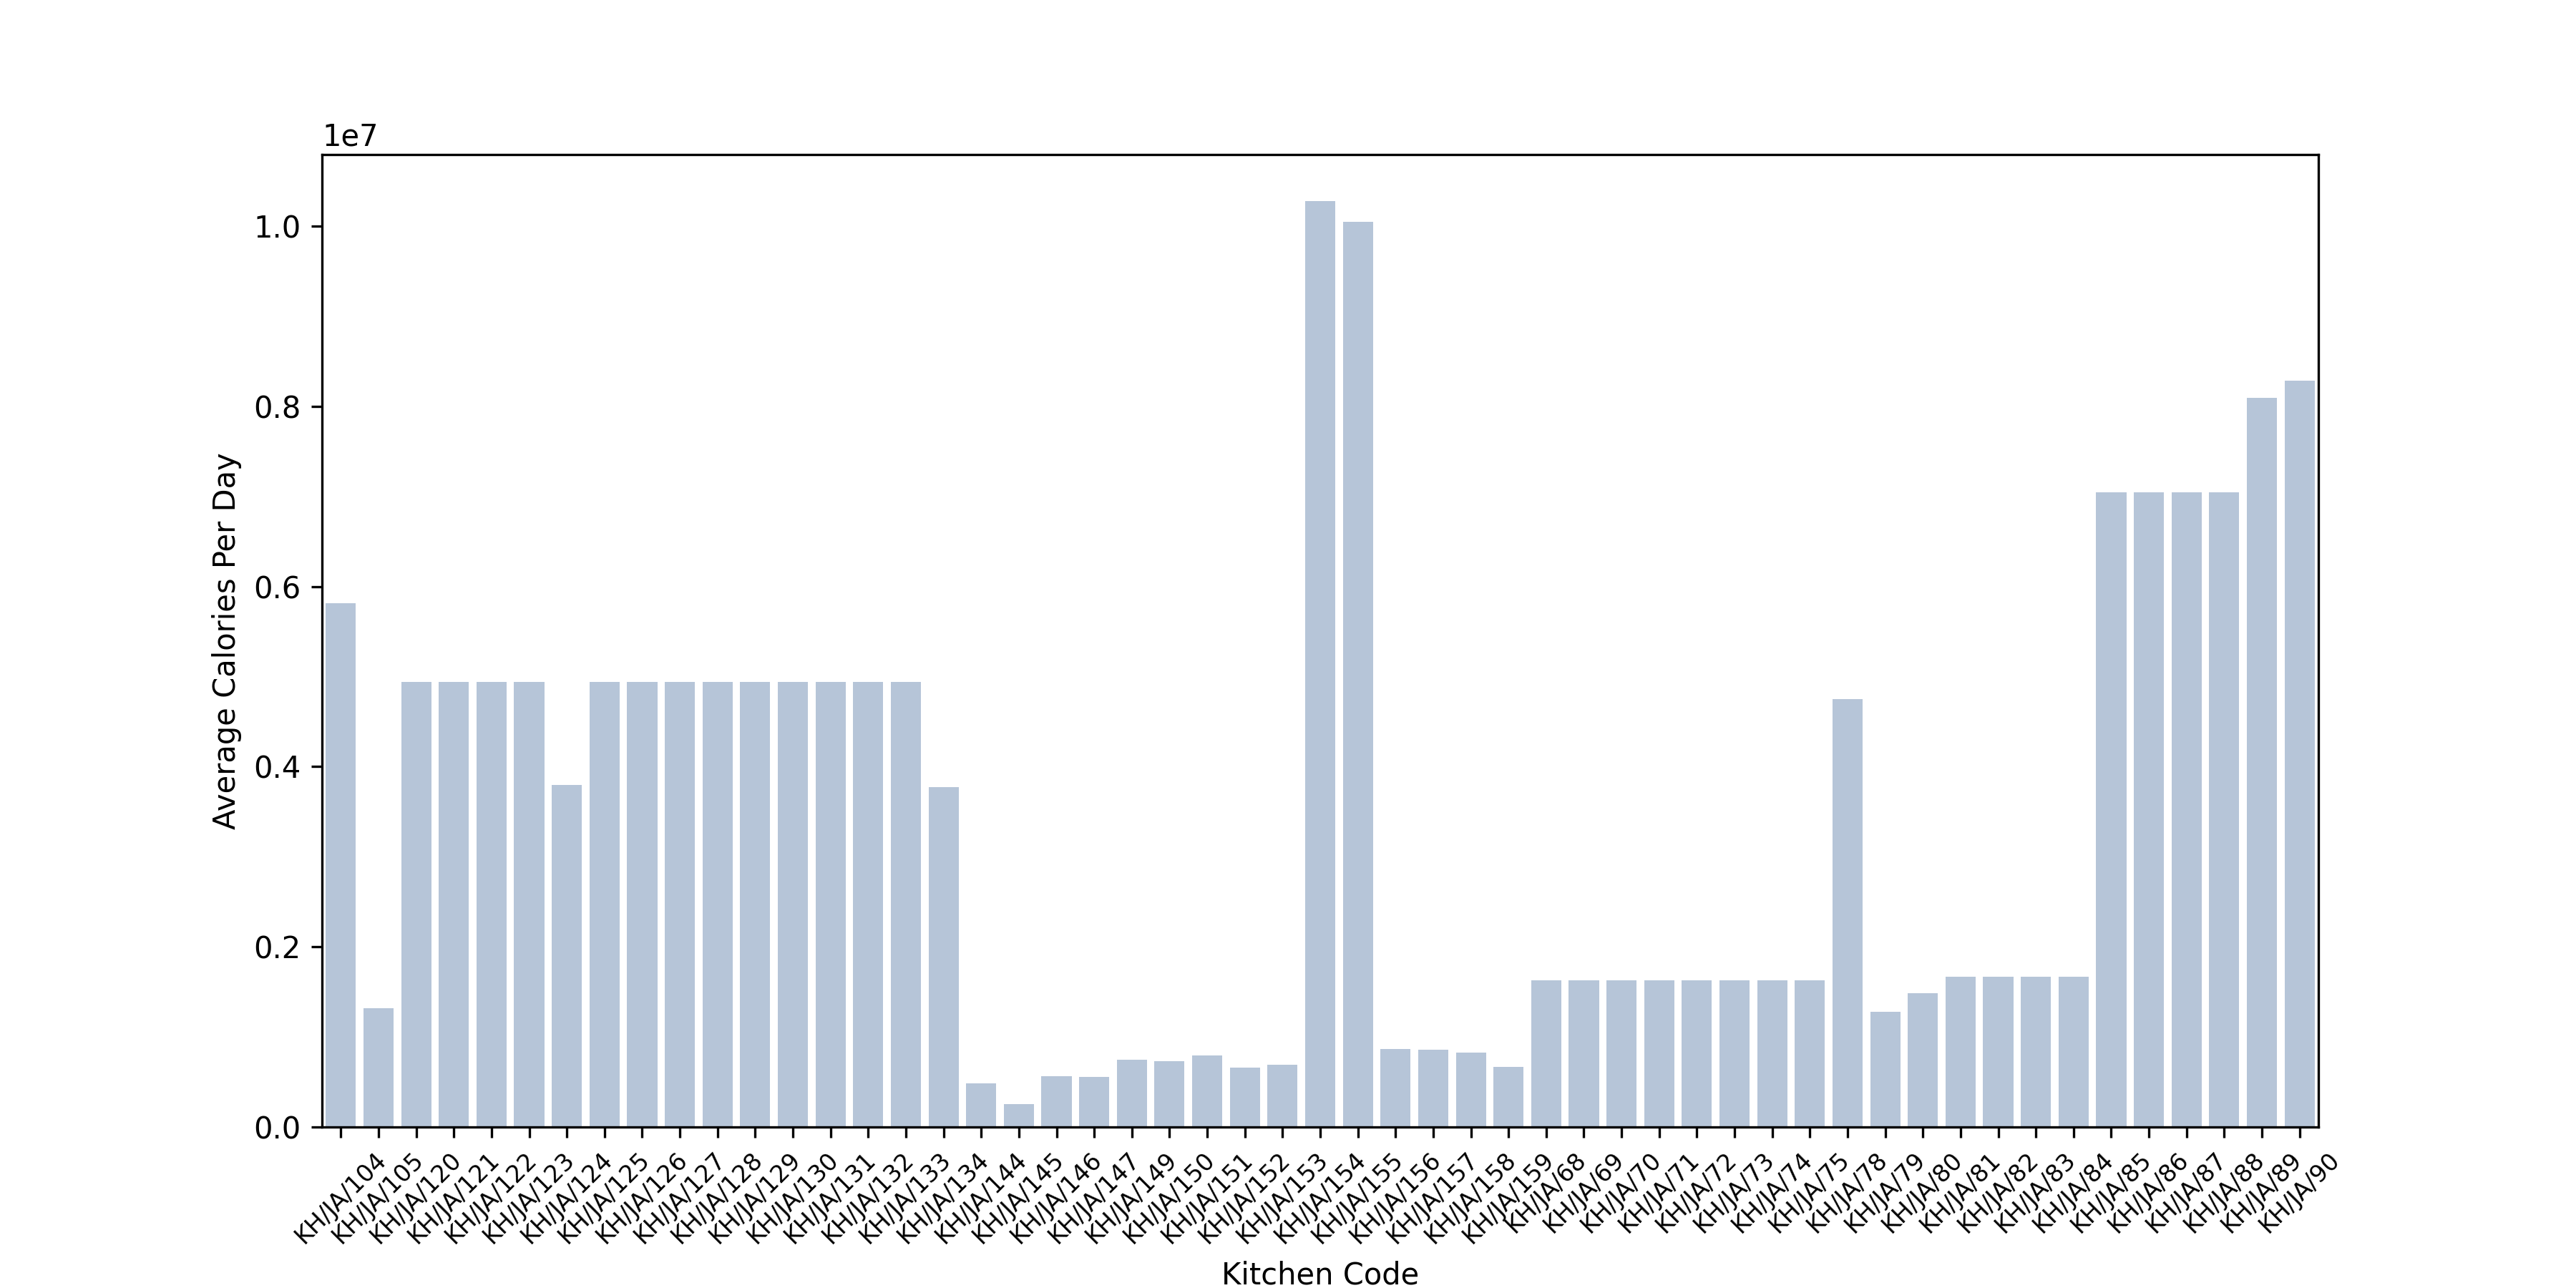 1e7
1.0
0.8
0.6
0.4
0.2
0.0
Average Calories Per Day
KH/JA/104
KH/JA/105
KH/JA/120
KH/JA/121
KH/JA/122
KH/JA/123
KH/JA/124
KH/JA/125
KH/JA/126
KH/JA/127
KH/JA/128
KH/JA/129
KH/JA/130
KH/JA/131
KH/JA/132
KH/JA/133
KH/JA/134
KH/JA/144
KH/JA/145
KH/JA/146
KH/JA/147
KH/JA/149
KH/JA/150
KH/JA/151
KH/JA/152
KH/JA/153
KH/JA/154
KH/JA/155
KH/JA/156
KH/JA/157
KH/JA/158
KH/JA/159
KH/JA/68
KH/JA/69
KH/JA/70
KH/JA/71
KH/JA/72
KH/JA/73
KH/JA/74
KH/JA/75
KH/JA/78
KH/JA/79
KH/JA/80
KH/JA/81
KH/JA/82
KH/JA/83
KH/JA/84
KH/JA/85
KH/JA/86
KH/JA/87
KH/JA/88
KH/JA/89
KH/JA/90
Kitchen Code